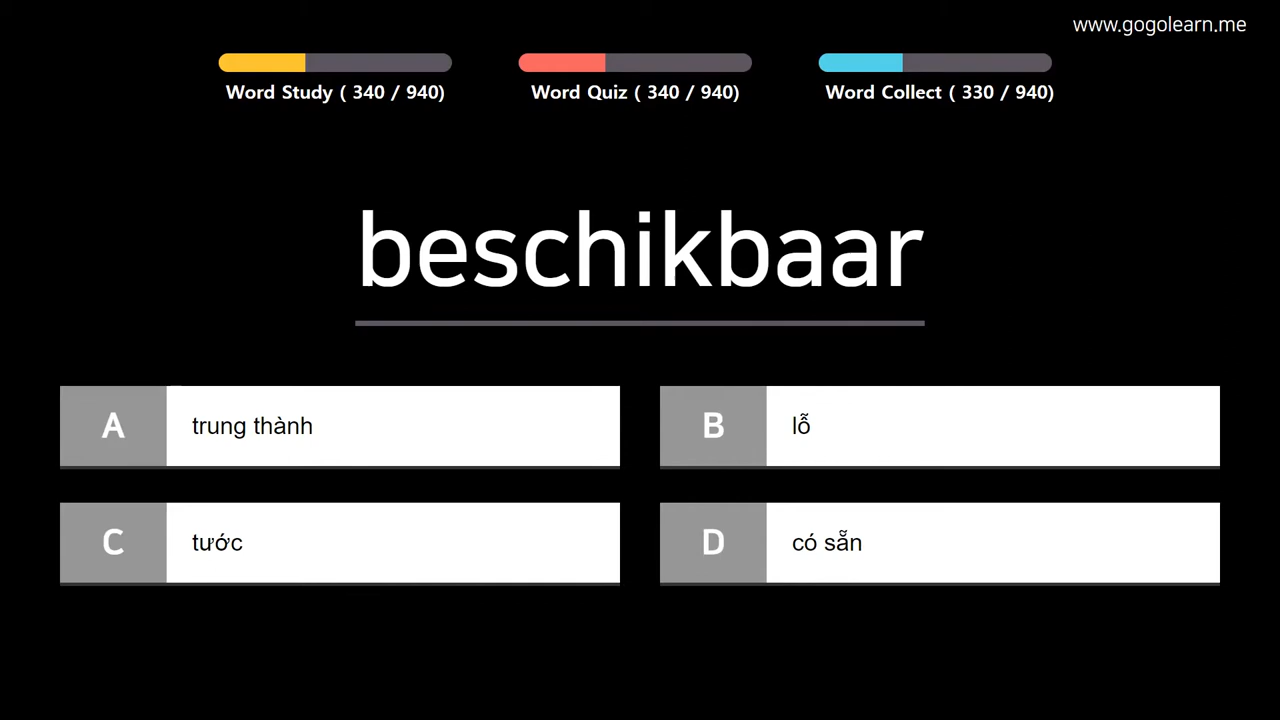 www.gogolearn.me
Word Study ( 340 / 940)
Word Quiz ( 340 / 940)
Word Collect ( 330 / 940)
beschikbaar
A trung thành
B lỗ
C tước
D có sẵn